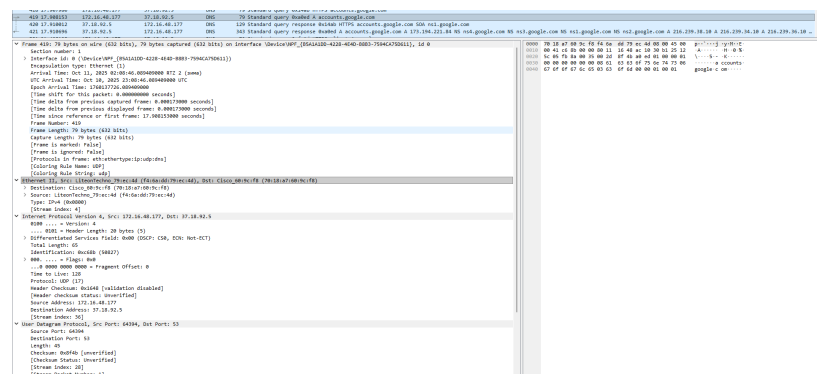 419 17.908153 172.16.48.177 37.18.92.5 DNS 79 Standard query 0xa0ed A accounts.google.com
420 17.910012 37.18.92.5 172.16.48.177 DNS 129 Standard query response 0x14ab HTTPS accounts.google.com SOA ns1.google.com
421 17.910696 37.18.92.5 172.16.48.177 DNS 343 Standard query response 0xa0ed A accounts.google.com A 173.194.221.84 NS ns4.google.com NS ns3.google.com NS ns1.google.com NS ns2.google.com A 216.239.38.10 A 216.239.36.10 …
Frame 419: 79 bytes on wire (632 bits), 79 bytes captured (632 bits) on interface \Device\NPF_{B5A1A1DD-4228-4E4D-B8B3-7594CA75D611}, id 0
Section number: 1
Interface id: 0 (\Device\NPF_{B5A1A1DD-4228-4E4D-B8B3-7594CA75D611})
Encapsulation type: Ethernet (1)
Arrival Time: Oct 11, 2025 02:08:46.089409000 RTZ 2 (зима)
UTC Arrival Time: Oct 10, 2025 23:08:46.089409000 UTC
Epoch Arrival Time: 1760137726.089409000
[Time shift for this packet: 0.000000000 seconds]
[Time delta from previous captured frame: 0.000173000 seconds]
[Time delta from previous displayed frame: 0.000173000 seconds]
[Time since reference or first frame: 17.908153000 seconds]
Frame Number: 419
Frame Length: 79 bytes (632 bits)
Capture Length: 79 bytes (632 bits)
[Frame is marked: False]
[Frame is ignored: False]
[Protocols in frame: eth:ethertype:ip:udp:dns]
[Coloring Rule Name: UDP]
[Coloring Rule String: udp]
Ethernet II, Src: LiteonTechno_79:ec:4d (f4:6a:dd:79:ec:4d), Dst: Cisco_60:9c:f8 (70:18:a7:60:9c:f8)
Destination: Cisco_60:9c:f8 (70:18:a7:60:9c:f8)
Source: LiteonTechno_79:ec:4d (f4:6a:dd:79:ec:4d)
Type: IPv4 (0x0800)
[Stream index: 4]
Internet Protocol Version 4, Src: 172.16.48.177, Dst: 37.18.92.5
0100 .... = Version: 4
.... 0101 = Header Length: 20 bytes (5)
Differentiated Services Field: 0x00 (DSCP: CS0, ECN: Not-ECT)
Total Length: 65
Identification: 0xc68b (50827)
000. .... = Flags: 0x0
...0 0000 0000 0000 = Fragment Offset: 0
Time to Live: 128
Protocol: UDP (17)
Header Checksum: 0x1648 [validation disabled]
[Header checksum status: Unverified]
Source Address: 172.16.48.177
Destination Address: 37.18.92.5
[Stream index: 36]
User Datagram Protocol, Src Port: 64394, Dst Port: 53
Source Port: 64394
Destination Port: 53
Length: 45
Checksum: 0x8f4b [unverified]
[Checksum Status: Unverified]
[Stream index: 28]
0000 70 18 a7 60 9c f8 f4 6a dd 79 ec 4d 08 00 45 00
0010 00 41 c6 8b 00 00 80 11 16 48 ac 10 30 b1 25 12
0020 5c 05 fb 8a 00 35 00 2d 8f 4b a0 ed 01 00 00 01
0030 00 00 00 00 00 00 08 61 63 63 6f 75 6e 74 73 06
0040 67 6f 6f 67 6c 65 03 63 6f 6d 00 00 01 00 01